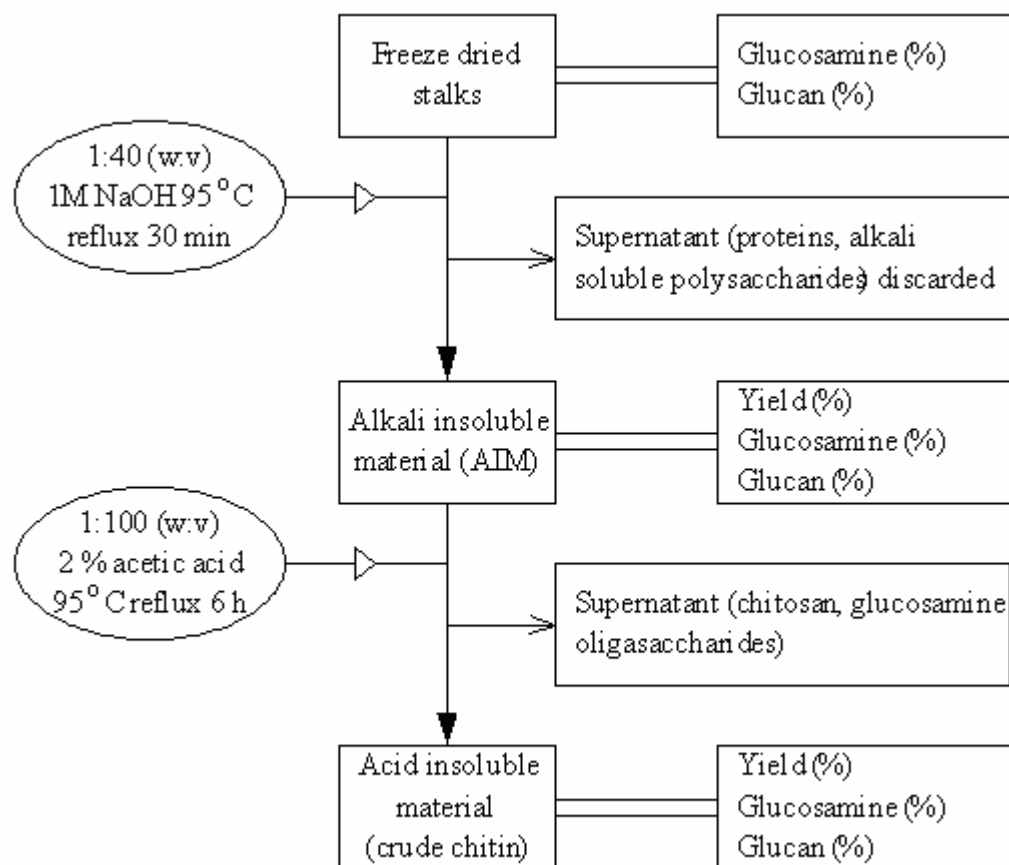 Freeze dried
stalks
Glucosamine (%)
Glucan (%)
1:40 (w:v)
1M NaOH 95°C
reflux 30 min
Supernatant (proteins, alkali
soluble polysaccharides) discarded
Alkali insoluble
material (AIM)
Yield (%)
Glucosamine (%)
Glucan (%)
1:100 (w:v)
2 % acetic acid
95°C reflux 6 h
Supernatant (chitosan, glucosamine
oligasaccharides)
Acid insoluble
material
(crude chitin)
Yield (%)
Glucosamine (%)
Glucan (%)